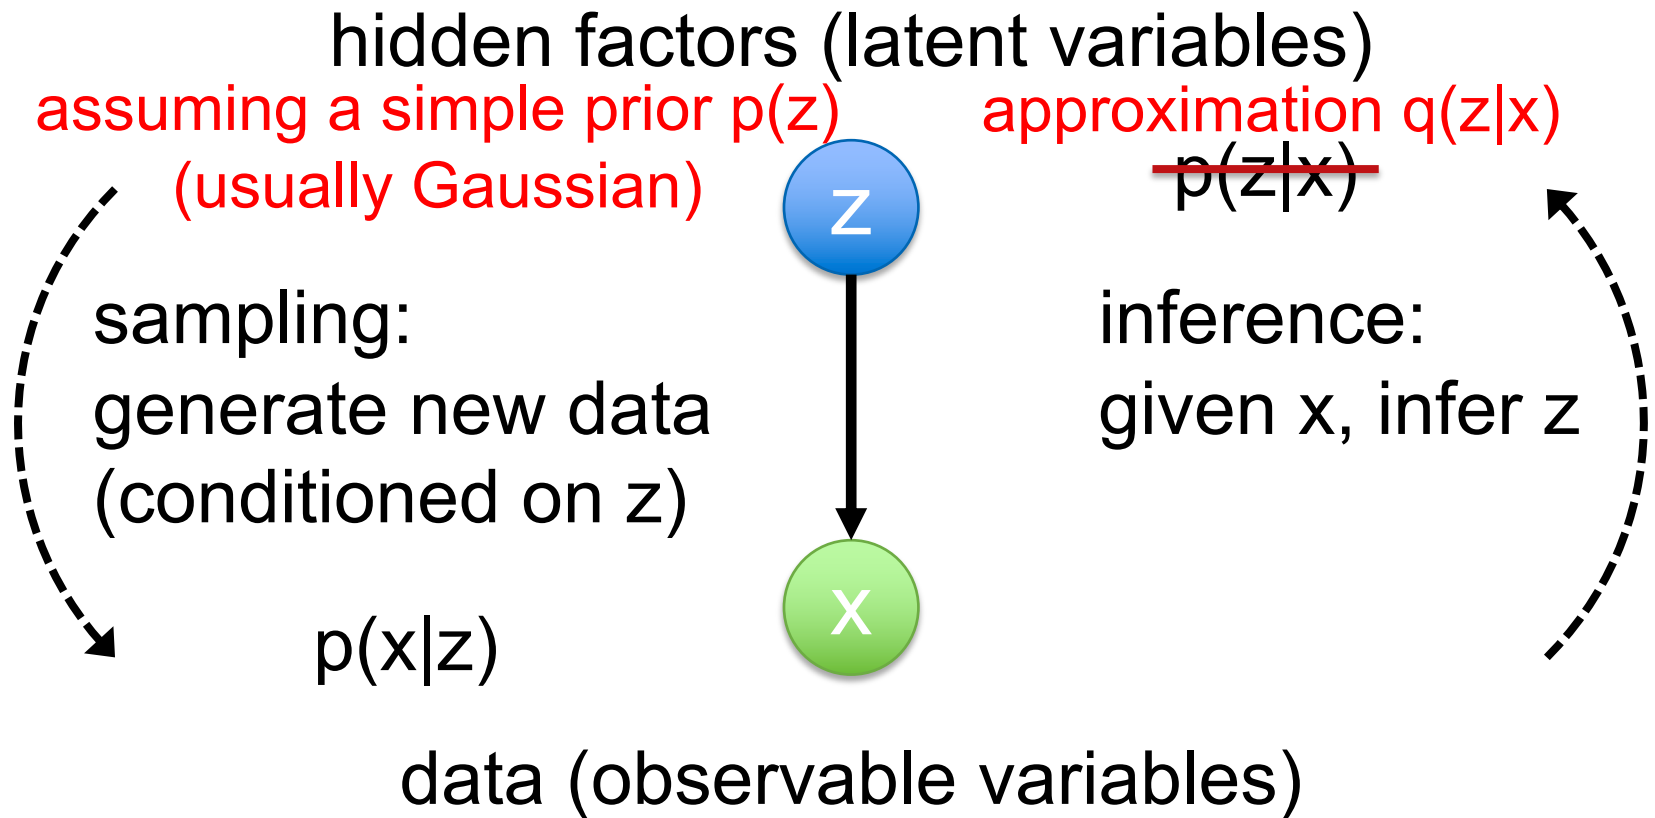 hidden factors (latent variables)
assuming a simple prior p(z)
(usually Gaussian)
approximation q(z|x)
p(z|x)
z
sampling:
generate new data
(conditioned on z)
inference:
given x, infer z
x
p(x|z)
data (observable variables)